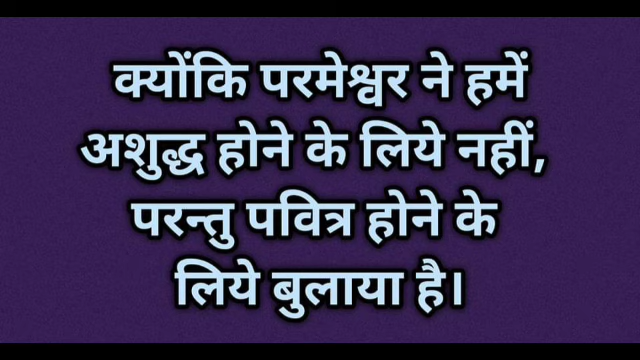 क्योंकि परमेश्वर ने हमें
अशुद्ध होने के लिये नहीं,
परन्तु पवित्र होने के
लिये बुलाया है।